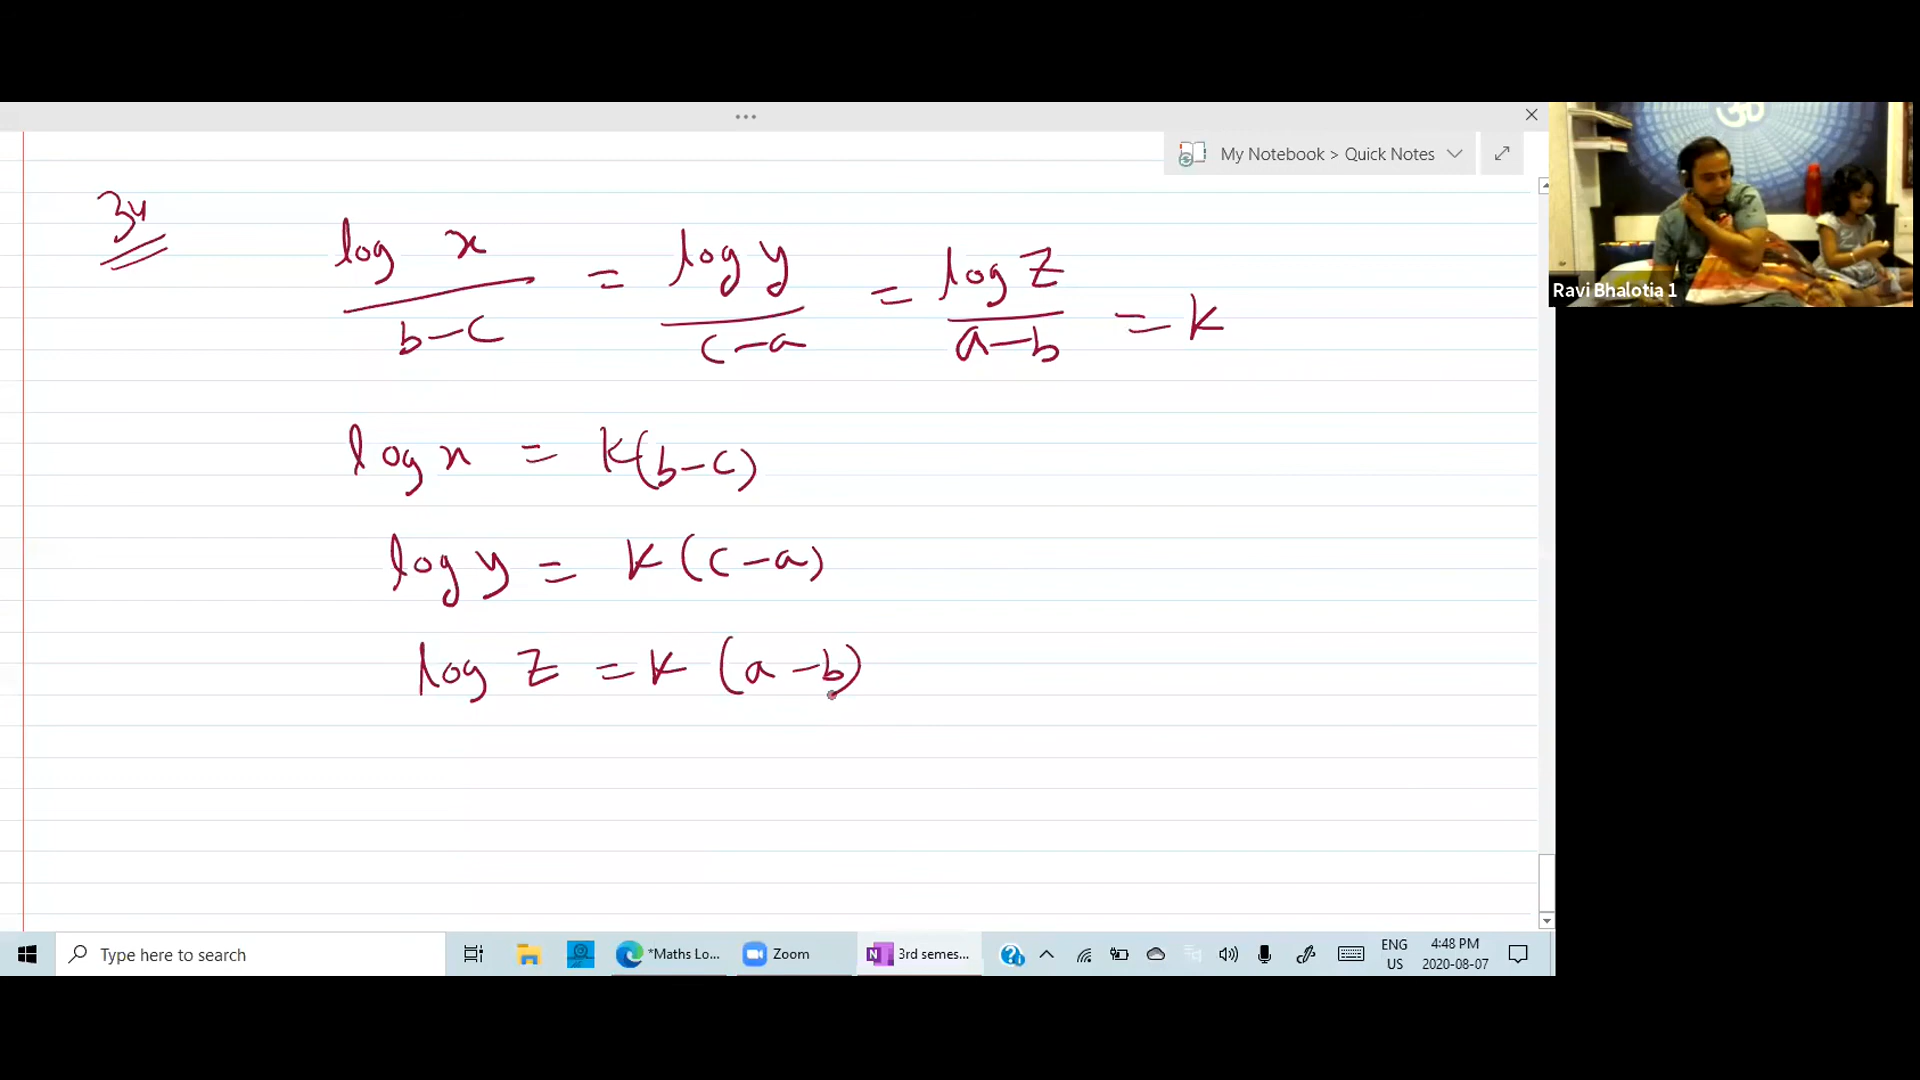 •••
My Notebook > Quick Notes
34
log x / b-c = log y / c-a = log z / a-b = k
log x = k(b-c)
log y = k(c-a)
log z = k(a-b)
Ravi Bhalotia 1
Type here to search
*Maths Lo...
Zoom
N
3rd semes...
ENG
US
4:48 PM
2020-08-07